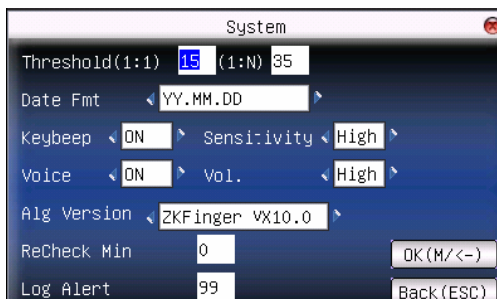 System
Threshold(1:1) 15 (1:N) 35
Date Fmt YY.MM.DD
Keybeep ON Sensitivity High
Voice ON Vol. High
Alg Version ZKFinger VX10.0
ReCheck Min 0
OK(M/<-)
Log Alert 99
Back(ESC)